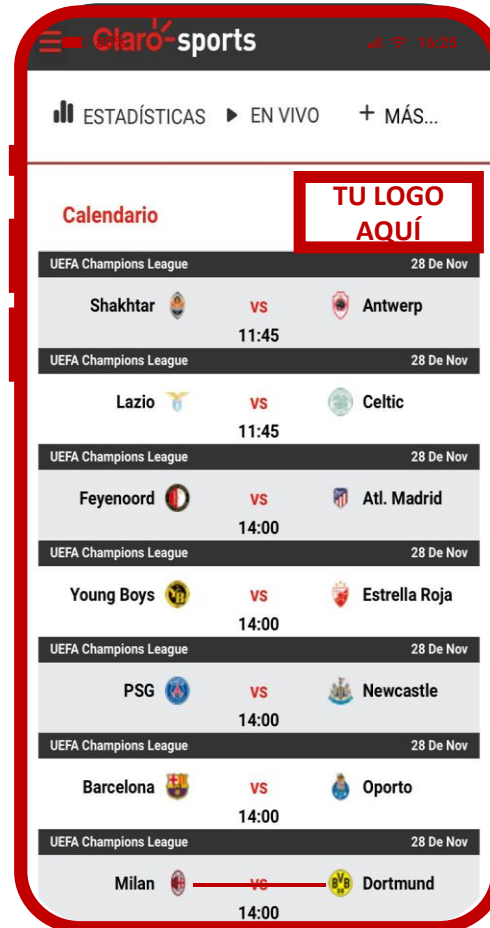 Claro-sports
16:25
ESTADÍSTICAS EN VIVO + MÁS...
Calendario
TU LOGO
AQUÍ
UEFA Champions League 28 De Nov
Shakhtar VS Antwerp
11:45
UEFA Champions League 28 De Nov
Lazio VS Celtic
11:45
UEFA Champions League 28 De Nov
Feyenoord VS Atl. Madrid
14:00
UEFA Champions League 28 De Nov
Young Boys VS Estrella Roja
14:00
UEFA Champions League 28 De Nov
PSG VS Newcastle
14:00
UEFA Champions League 28 De Nov
Barcelona VS Oporto
14:00
UEFA Champions League 28 De Nov
Milan VS BVB Dortmund
14:00